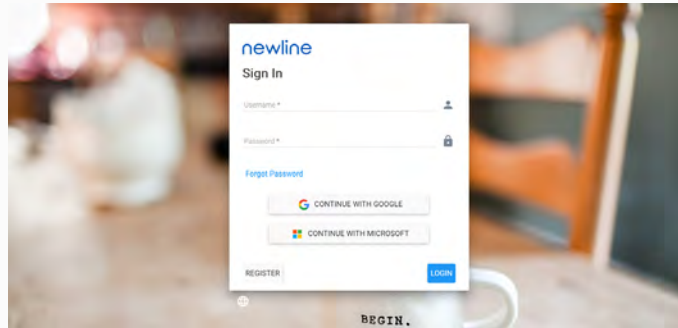 newline
Sign In
Username *
Password *
Forgot Password
CONTINUE WITH GOOGLE
CONTINUE WITH MICROSOFT
REGISTER
LOGIN
BEGIN.